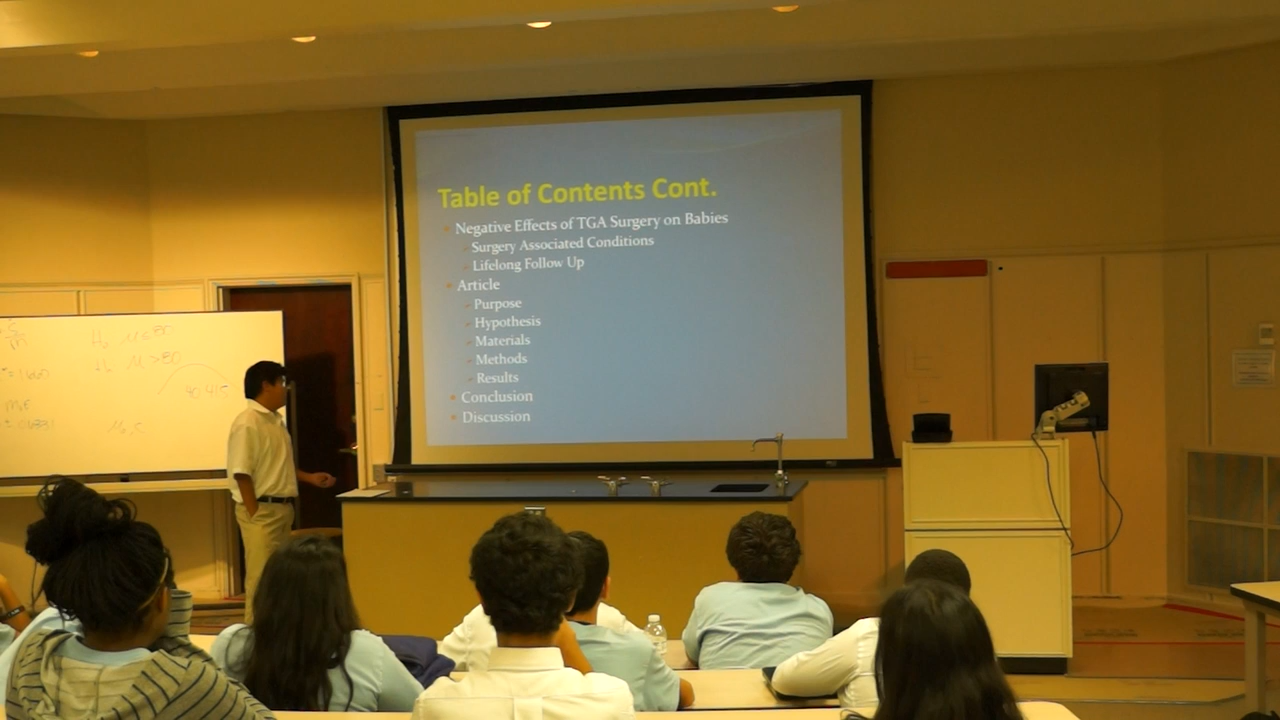 Table of Contents Cont.
Negative Effects of TGA Surgery on Babies
Surgery Associated Conditions
Lifelong Follow Up
Article
Purpose
Hypothesis
Materials
Methods
Results
Conclusion
Discussion